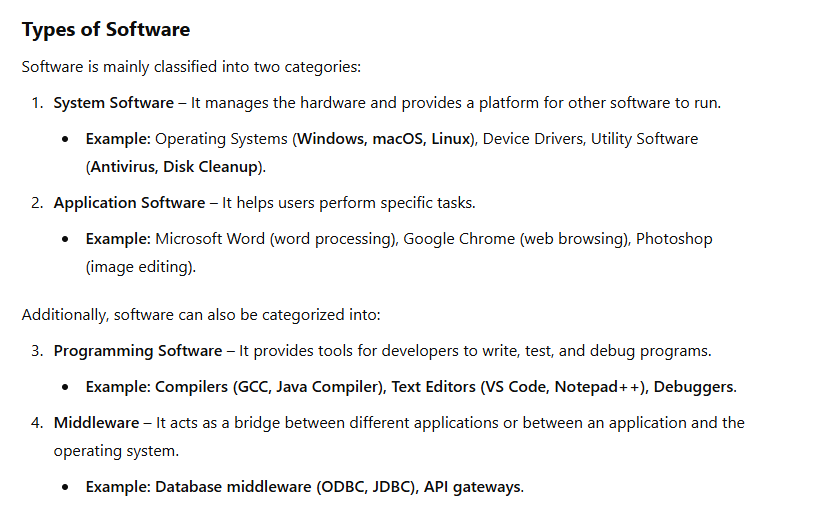 Types of Software
Software is mainly classified into two categories:
1. System Software – It manages the hardware and provides a platform for other software to run.
• Example: Operating Systems (Windows, macOS, Linux), Device Drivers, Utility Software
(Antivirus, Disk Cleanup).
2. Application Software – It helps users perform specific tasks.
• Example: Microsoft Word (word processing), Google Chrome (web browsing), Photoshop
(image editing).
Additionally, software can also be categorized into:
3. Programming Software – It provides tools for developers to write, test, and debug programs.
• Example: Compilers (GCC, Java Compiler), Text Editors (VS Code, Notepad++), Debuggers.
4. Middleware – It acts as a bridge between different applications or between an application and the
operating system.
• Example: Database middleware (ODBC, JDBC), API gateways.